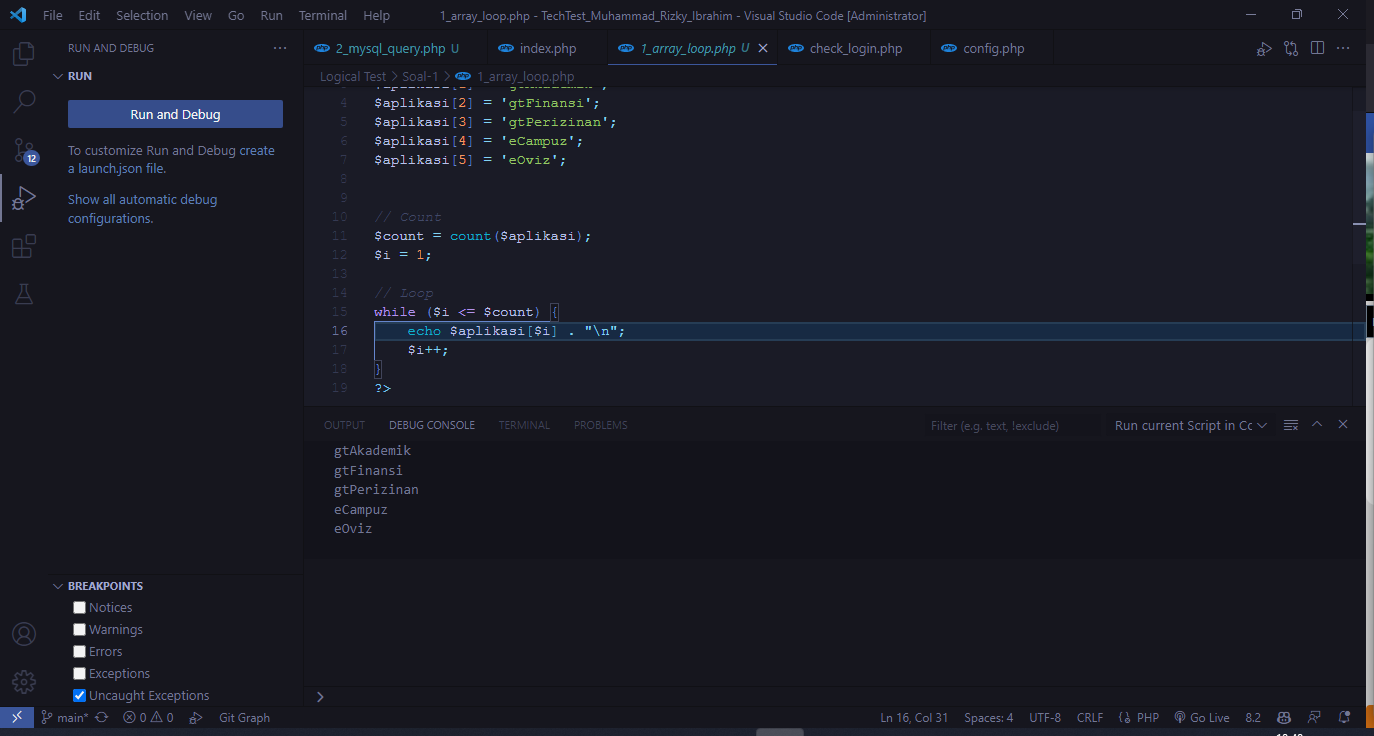 File Edit Selection View Go Run Terminal Help 1_array_loop.php - TechTest_Muhammad_Rizky_Ibrahim - Visual Studio Code [Administrator]
RUN AND DEBUG ...
2_mysql_query.php U index.php 1_array_loop.php U check_login.php config.php
RUN
Logical Test > Soal-1 > 1_array_loop.php
Run and Debug
To customize Run and Debug create
a launch.json file.
Show all automatic debug
configurations.
4 $aplikasi[2] = 'gtFinansi';
5 $aplikasi[3] = 'gtPerizinan';
6 $aplikasi[4] = 'eCampuz';
7 $aplikasi[5] = 'eOviz';
8
9
10 // Count
11 $count = count($aplikasi);
12 $i = 1;
13
14 // Loop
15 while ($i <= $count) {
16 echo $aplikasi[$i] . "\n";
17 $i++;
18 }
19 ?>
OUTPUT DEBUG CONSOLE TERMINAL PROBLEMS Filter (e.g. text, !exclude) Run current Script in Cc
gtAkademik
gtFinansi
gtPerizinan
eCampuz
eOviz
BREAKPOINTS
Notices
Warnings
Errors
Exceptions
Uncaught Exceptions
12
main* 0 0 Git Graph Ln 16, Col 31 Spaces: 4 UTF-8 CRLF PHP Go Live 8.2